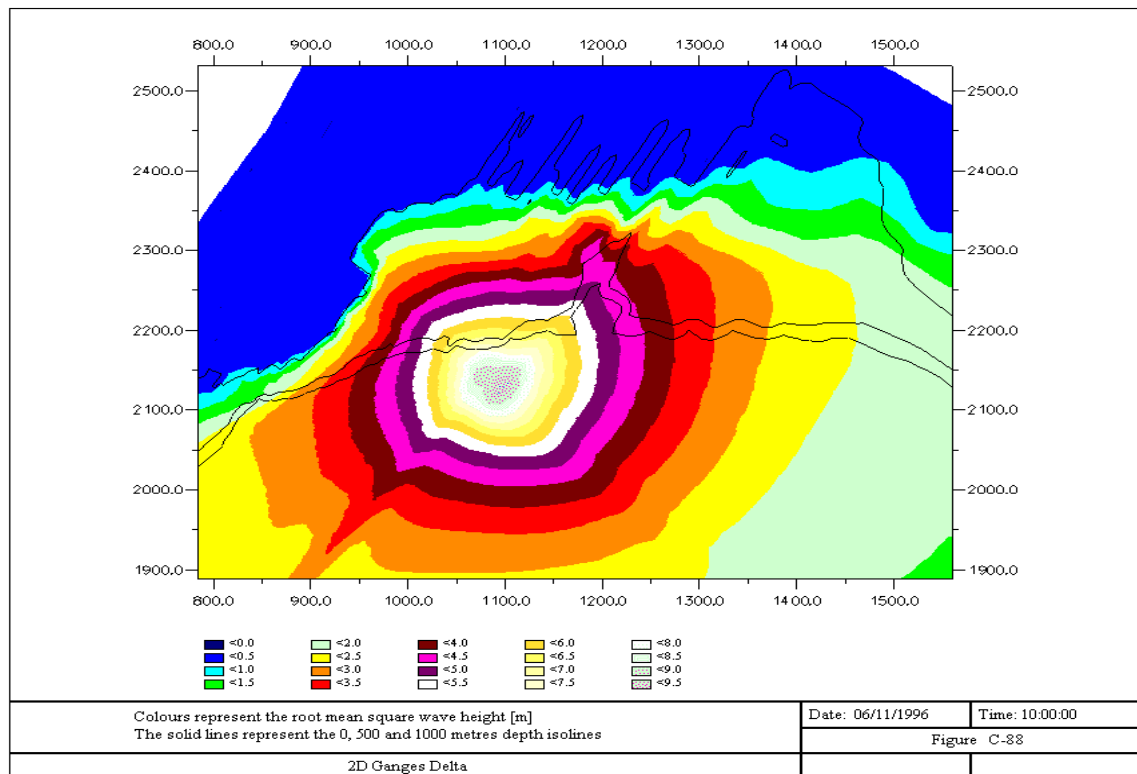 800.0 900.0 1000.0 1100.0 1200.0 1300.0 1400.0 1500.0
2500.0 2500.0
2400.0 2400.0
2300.0 2300.0
2200.0 2200.0
2100.0 2100.0
2000.0 2000.0
1900.0 1900.0
800.0 900.0 1000.0 1100.0 1200.0 1300.0 1400.0 1500.0
<0.0 <2.0 <4.0 <6.0 <8.0
<0.5 <2.5 <4.5 <6.5 <8.5
<1.0 <3.0 <5.0 <7.0 <9.0
<1.5 <3.5 <5.5 <7.5 <9.5
Colours represent the root mean square wave height [m]
The solid lines represent the 0, 500 and 1000 metres depth isolines
Date: 06/11/1996 Time: 10:00:00
Figure C-88
2D Ganges Delta